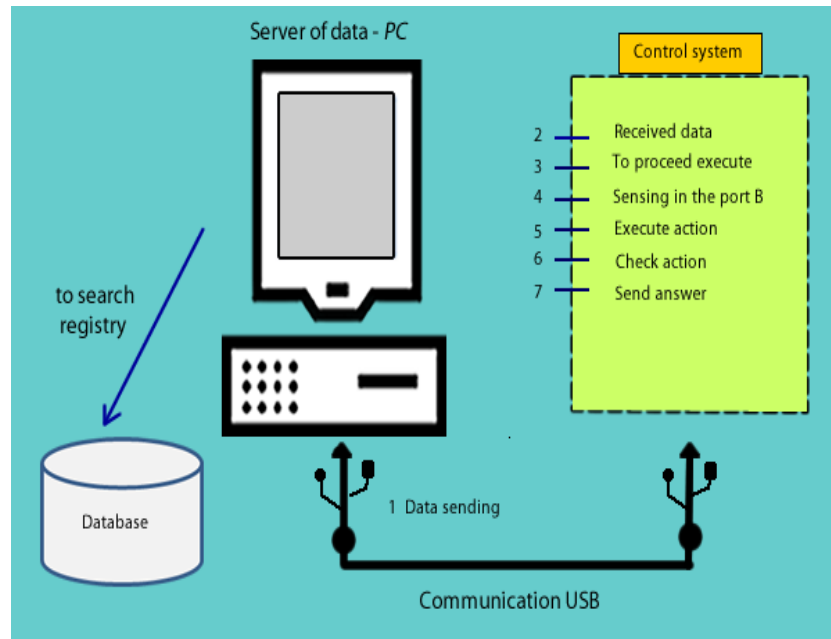 Server of data - PC
Control system
2 Received data
3 To proceed execute
4 Sensing in the port B
5 Execute action
6 Check action
7 Send answer
to search
registry
Database
1 Data sending
Communication USB